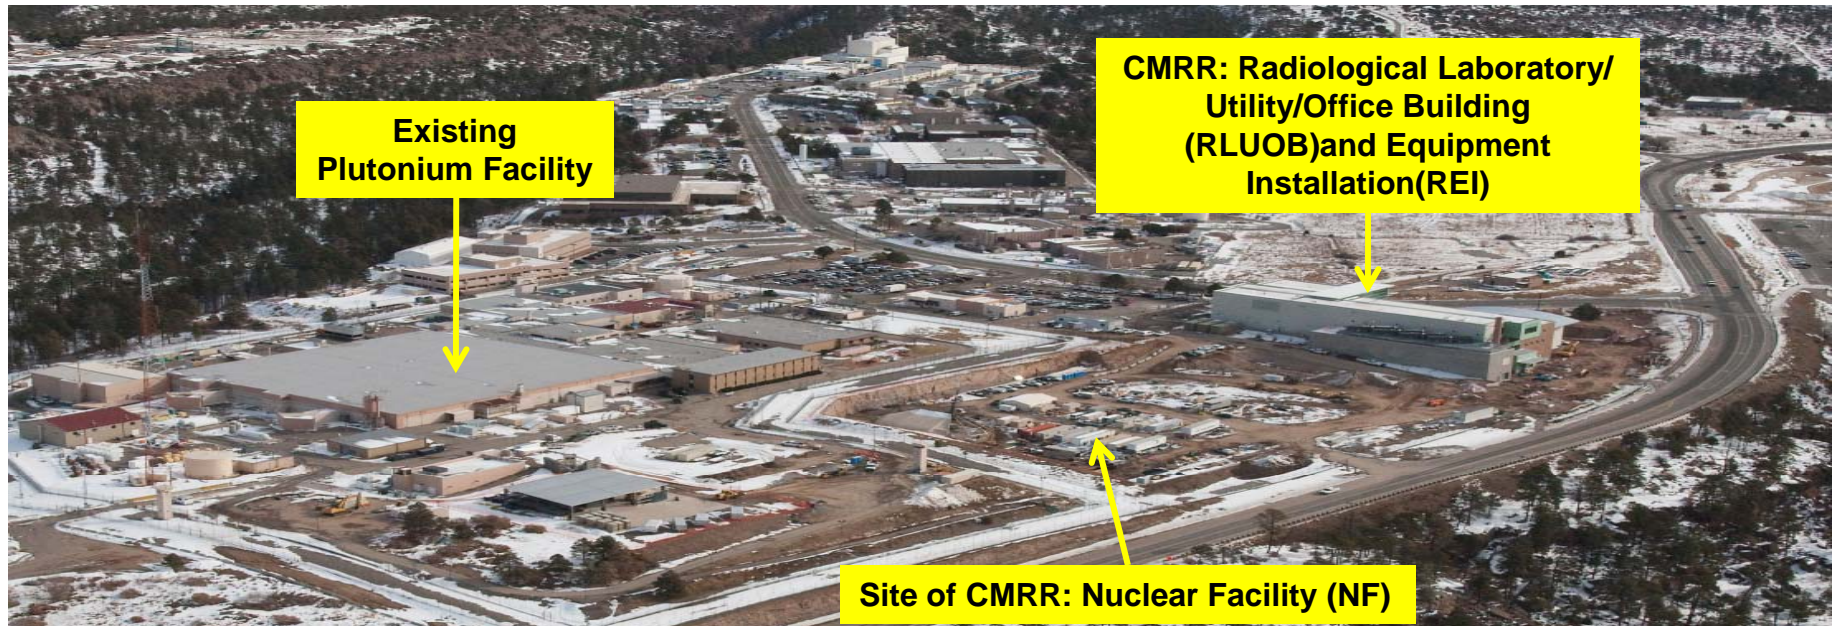 Existing
Plutonium Facility
CMRR: Radiological Laboratory/
Utility/Office Building
(RLUOB)and Equipment
Installation(REI)
Site of CMRR: Nuclear Facility (NF)